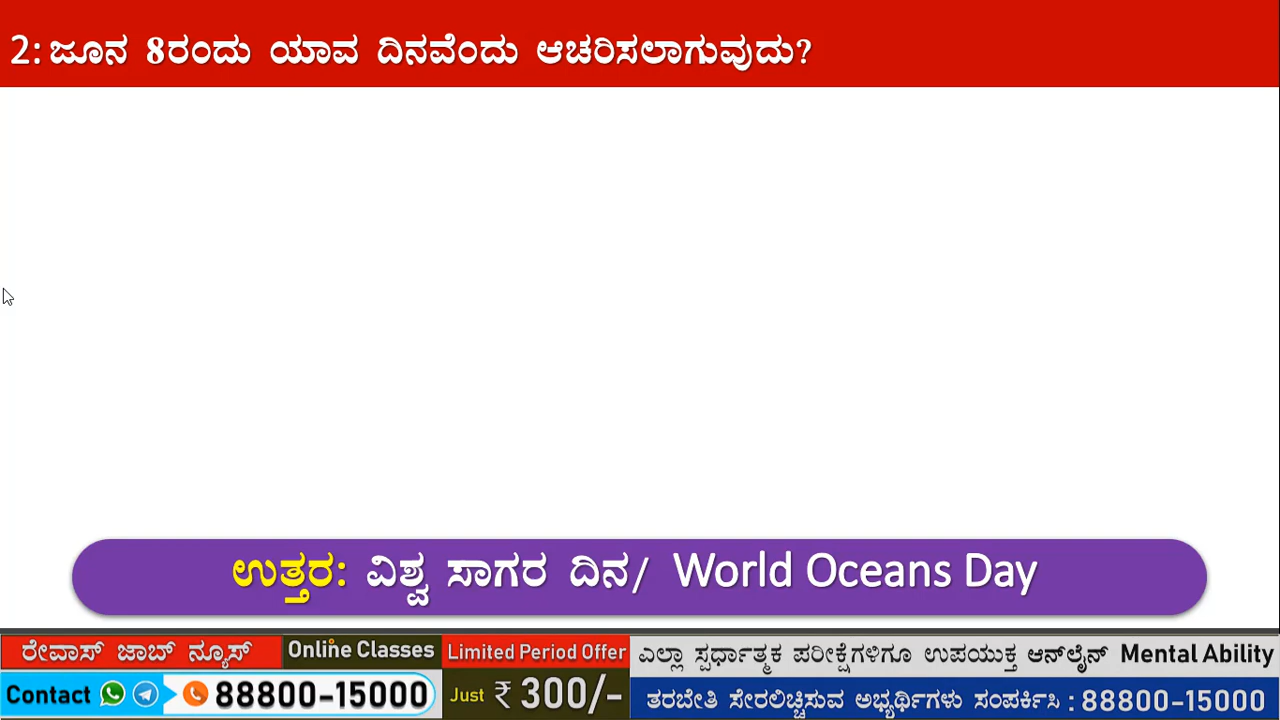 2: ಜೂನ 8ರಂದು ಯಾವ ದಿನವೆಂದು ಆಚರಿಸಲಾಗುವುದು?
ಉತ್ತರ: ವಿಶ್ವ ಸಾಗರ ದಿನ/ World Oceans Day
ರೇವಾಸ್ ಜಾಬ್ ನ್ಯೂಸ್ Online Classes Limited Period Offer ಎಲ್ಲಾ ಸ್ಪರ್ಧಾತ್ಮಕ ಪರೀಕ್ಷೆಗಳಿಗೂ ಉಪಯುಕ್ತ ಆನ್‌ಲೈನ್ Mental Ability
Contact 88800-15000 Just ₹ 300/- ತರಬೇತಿ ಸೇರಲಿಚ್ಚಿಸುವ ಅಭ್ಯರ್ಥಿಗಳು ಸಂಪರ್ಕಿಸಿ : 88800-15000